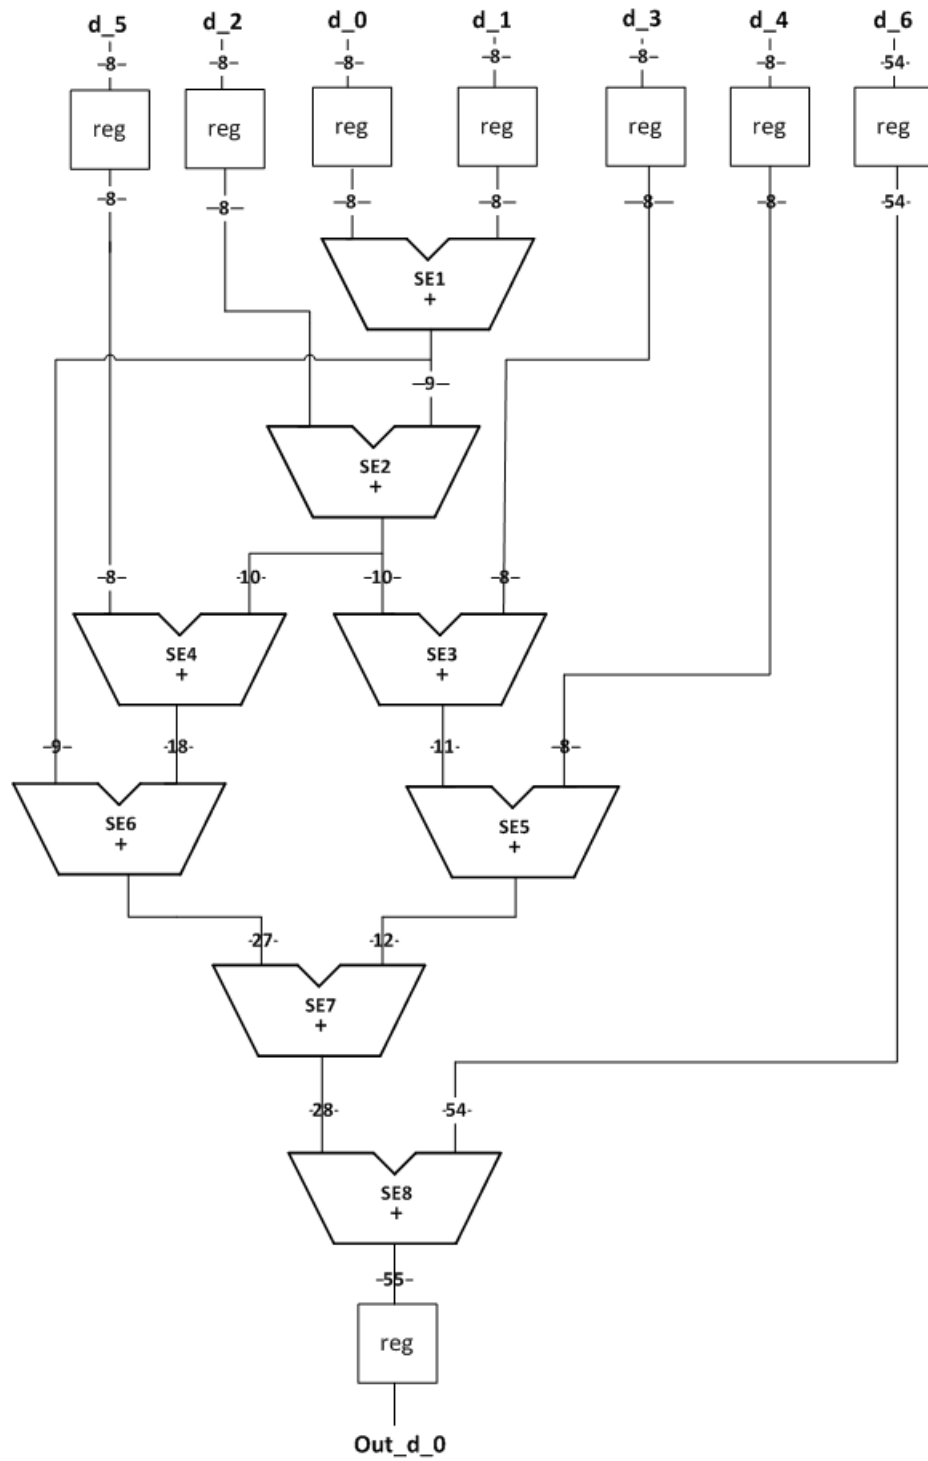 d_5 d_2 d_0 d_1 d_3 d_4 d_6
-8- -8- -8- -8- -8- -8- -54-
reg reg reg reg reg reg reg
-8- -8- -8- -8- -8- -8- -54-
SE1
+
-9-
SE2
+
-8- -10- -10- -8-
SE4 SE3
+ +
-9- -18- -11- -8-
SE6 SE5
+ +
-27- -12-
SE7
+
-28- -54-
SE8
+
-55-
reg
Out_d_0